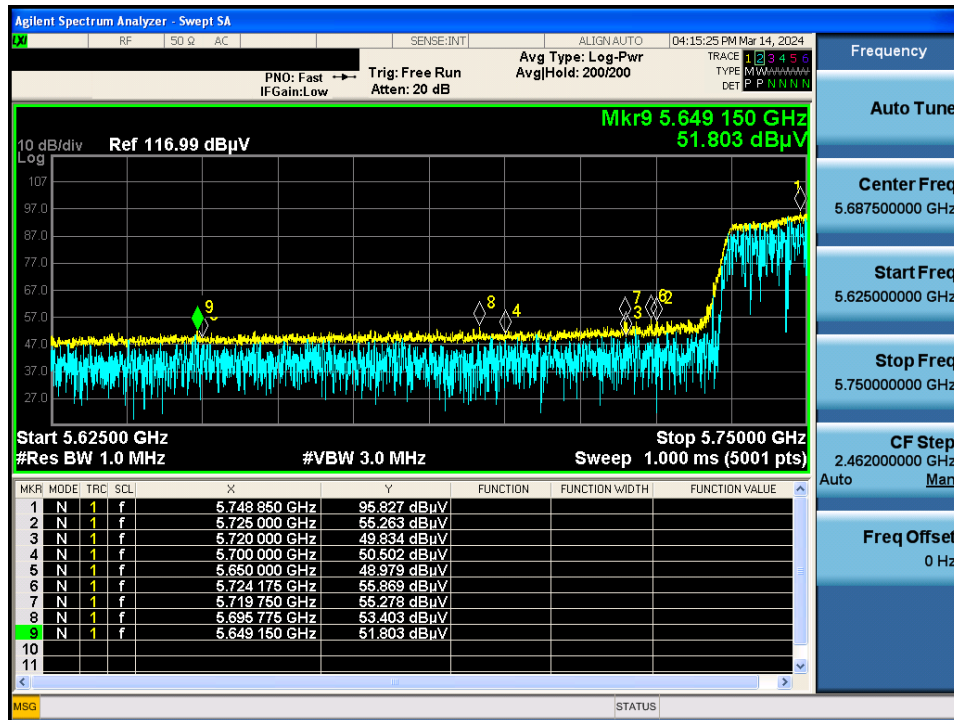 Agilent Spectrum Analyzer - Swept SA
LXI RF 50 Ω AC SENSE:INT ALIGN AUTO 04:15:25 PM Mar 14, 2024
Frequency
PNO: Fast Trig: Free Run Avg Type: Log-Pwr TRACE 1 2 3 4 5 6
IFGain:Low Atten: 20 dB Avg|Hold: 200/200 TYPE M W
DET P P N N N N
Auto Tune
Mkr9 5.649 150 GHz
51.803 dBµV
10 dB/div Ref 116.99 dBµV
Log
107
97.0
87.0
77.0
67.0
57.0
47.0
37.0
27.0
1
9
8
4
7
3
6
2
Start 5.62500 GHz Stop 5.75000 GHz
#Res BW 1.0 MHz #VBW 3.0 MHz Sweep 1.000 ms (5001 pts)
Center Freq
5.687500000 GHz
Start Freq
5.625000000 GHz
Stop Freq
5.750000000 GHz
CF Step
2.462000000 GHz
Auto Man
Freq Offset
0 Hz
MKR MODE TRC SCL X Y FUNCTION FUNCTION WIDTH FUNCTION VALUE
1 N 1 f 5.748 850 GHz 95.827 dBµV
2 N 1 f 5.725 000 GHz 55.263 dBµV
3 N 1 f 5.720 000 GHz 49.834 dBµV
4 N 1 f 5.700 000 GHz 50.502 dBµV
5 N 1 f 5.650 000 GHz 48.979 dBµV
6 N 1 f 5.724 175 GHz 55.869 dBµV
7 N 1 f 5.719 750 GHz 55.278 dBµV
8 N 1 f 5.695 775 GHz 53.403 dBµV
9 N 1 f 5.649 150 GHz 51.803 dBµV
10
11
MSG STATUS